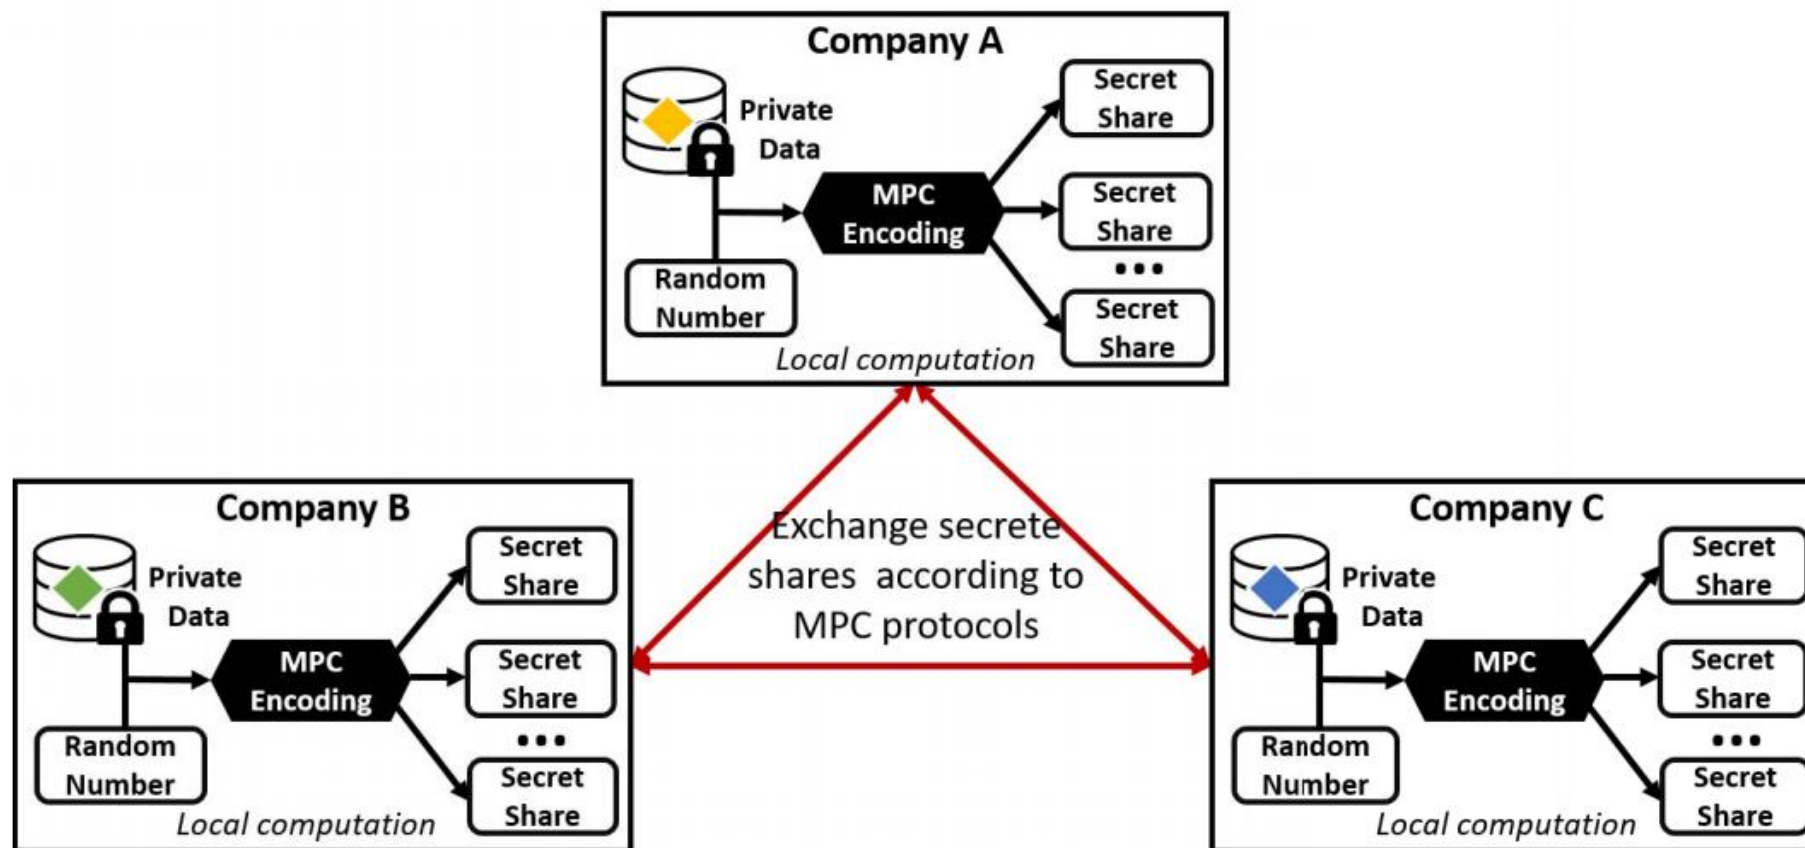 Company A
Private
Data
Random
Number
MPC
Encoding
Secret
Share
Secret
Share
...
Secret
Share
Local computation
Exchange secrete
shares according to
MPC protocols
Company B
Private
Data
Random
Number
MPC
Encoding
Secret
Share
Secret
Share
...
Secret
Share
Local computation
Company C
Private
Data
Random
Number
MPC
Encoding
Secret
Share
Secret
Share
...
Secret
Share
Local computation